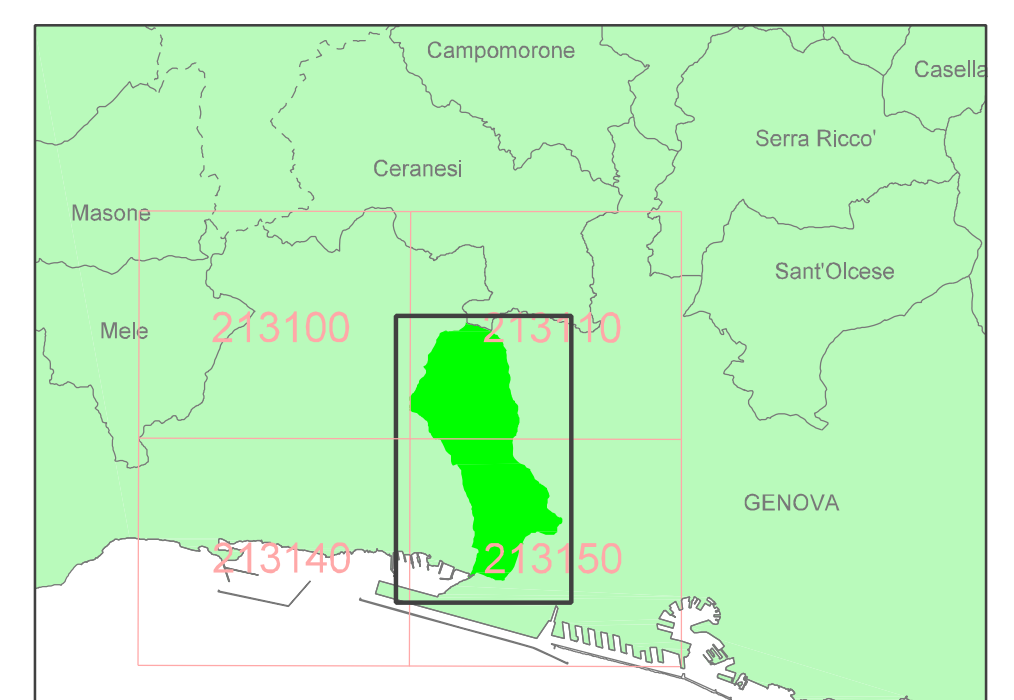 Campomorone
Casella
Serra Ricco'
Ceranesi
Masone
Sant'Olcese
Mele
213100
213110
GENOVA
213140
213150